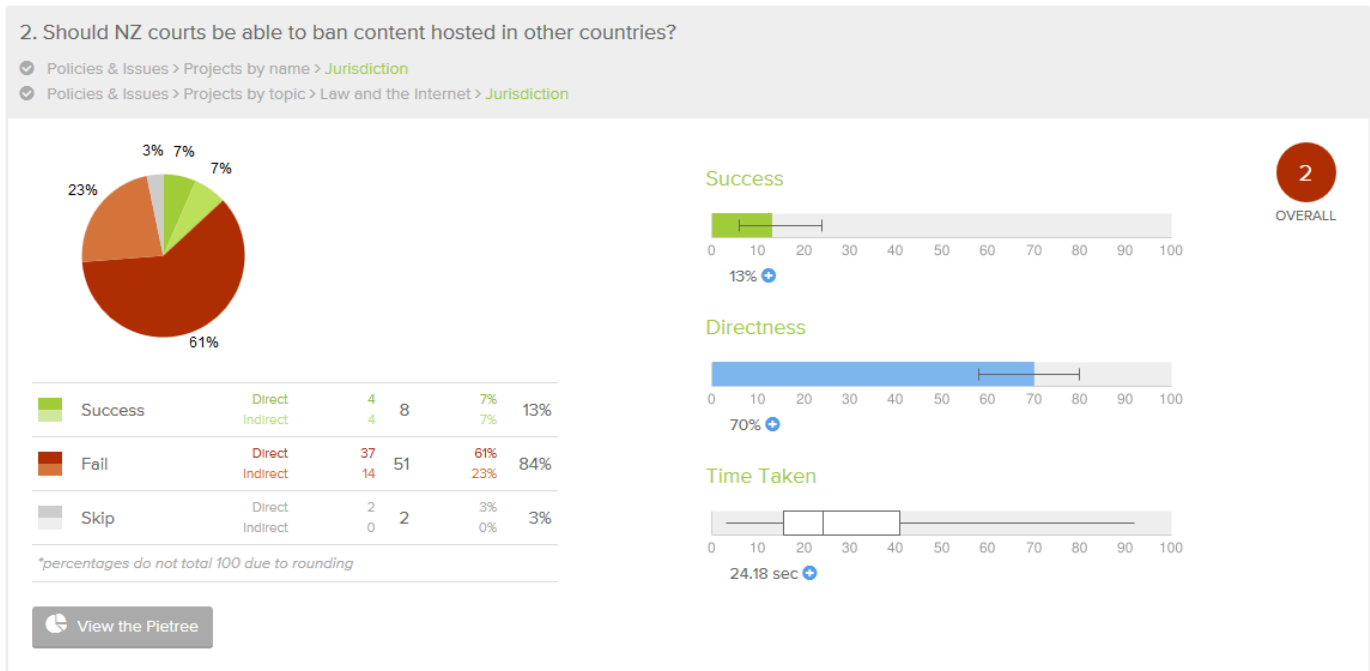 2. Should NZ courts be able to ban content hosted in other countries?
Policies & Issues > Projects by name > Jurisdiction
Policies & Issues > Projects by topic > Law and the Internet > Jurisdiction
3% 7%
7%
23%
61%
Success Direct 4 8 7% 13%
Indirect 4 7%
Fail Direct 37 51 61% 84%
Indirect 14 23%
Skip Direct 2 2 3% 3%
Indirect 0 0%
*percentages do not total 100 due to rounding
View the Pietree
Success
0 10 20 30 40 50 60 70 80 90 100
13%
Directness
0 10 20 30 40 50 60 70 80 90 100
70%
Time Taken
0 10 20 30 40 50 60 70 80 90 100
24.18 sec
2
OVERALL